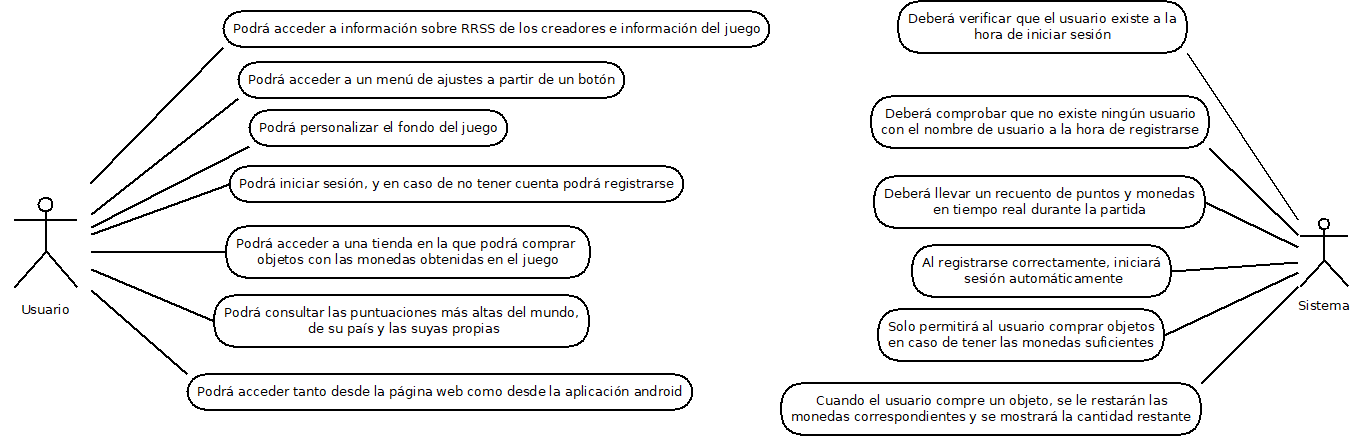 Podrá acceder a información sobre RRSS de los creadores e información del juego
Podrá acceder a un menú de ajustes a partir de un botón
Podrá personalizar el fondo del juego
Podrá iniciar sesión, y en caso de no tener cuenta podrá registrarse
Podrá acceder a una tienda en la que podrá comprar
objetos con las monedas obtenidas en el juego
Podrá consultar las puntuaciones más altas del mundo,
de su país y las suyas propias
Podrá acceder tanto desde la página web como desde la aplicación android
Usuario
Deberá verificar que el usuario existe a la
hora de iniciar sesión
Deberá comprobar que no existe ningún usuario
con el nombre de usuario a la hora de registrarse
Deberá llevar un recuento de puntos y monedas
en tiempo real durante la partida
Al registrarse correctamente, iniciará
sesión automáticamente
Solo permitirá al usuario comprar objetos
en caso de tener las monedas suficientes
Cuando el usuario compre un objeto, se le restarán las
monedas correspondientes y se mostrará la cantidad restante
Sistema